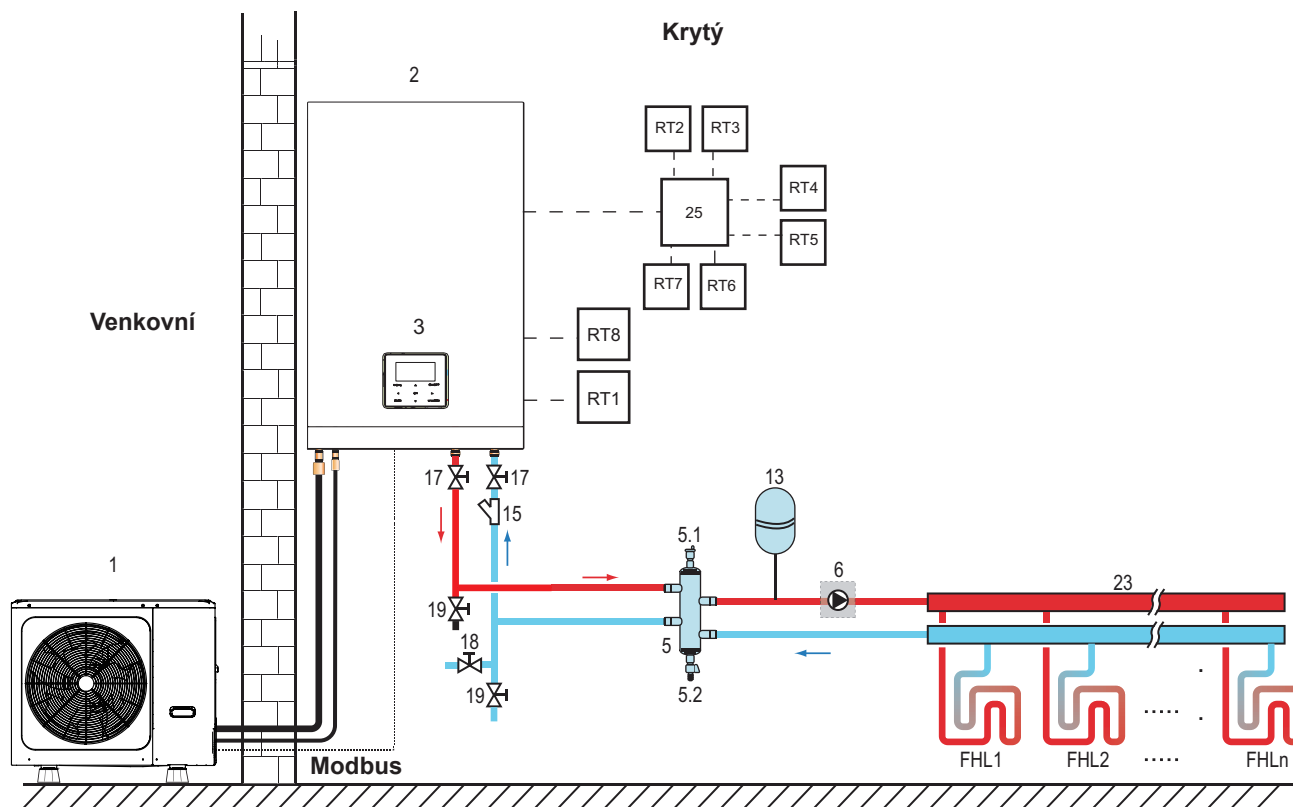 Krytý
2
RT2
RT3
25
RT4
RT5
RT7
RT6
Venkovní
3
RT8
RT1
17
17
15
13
5.1
1
6
23
19
18
5
19
5.2
.
.....
.
FHL1
FHL2
.....
FHLn
Modbus